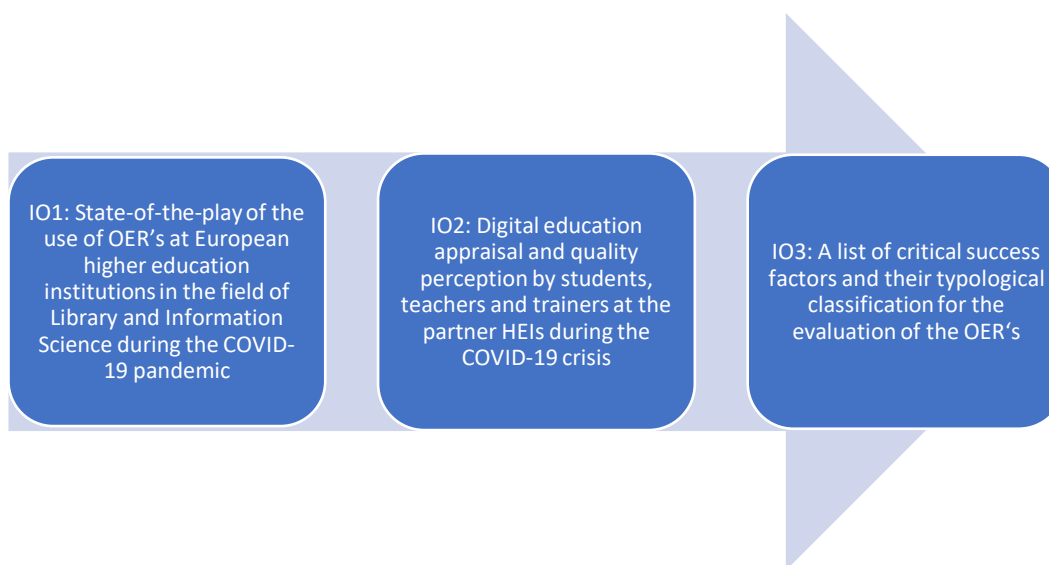 IO1: State-of-the-play of the
use of OER's at European
higher education
institutions in the field of
Library and Information
Science during the COVID-
19 pandemic
IO2: Digital education
appraisal and quality
perception by students,
teachers and trainers at the
partner HEIs during the
COVID-19 crisis
IO3: A list of critical success
factors and their typological
classification for the
evaluation of the OER‘s